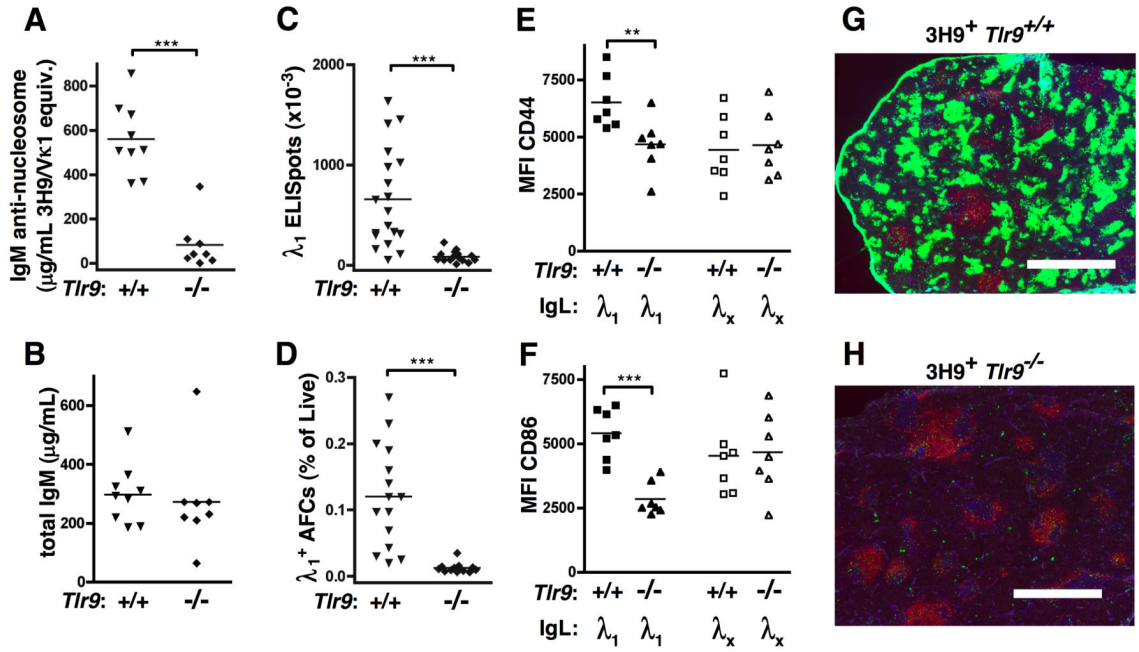 A
***
IgM anti-nucleosome
(μg/mL 3H9/Vκ1 equiv.)
800
600
400
200
0
Tlr9: +/+ -/-
B
total IgM (μg/mL)
600
400
200
0
Tlr9: +/+ -/-
C
***
λ1 ELISpots (x10-3)
2000
1000
0
Tlr9: +/+ -/-
D
***
λ1+ AFCs (% of Live)
0.3
0.2
0.1
0.0
Tlr9: +/+ -/-
E
**
MFI CD44
7500
5000
2500
0
Tlr9: +/+ -/- +/+ -/-
IgL: λ1 λ1 λx λx
F
***
MFI CD86
7500
5000
2500
0
Tlr9: +/+ -/- +/+ -/-
IgL: λ1 λ1 λx λx
G
3H9+ Tlr9+/+
H
3H9+ Tlr9-/-